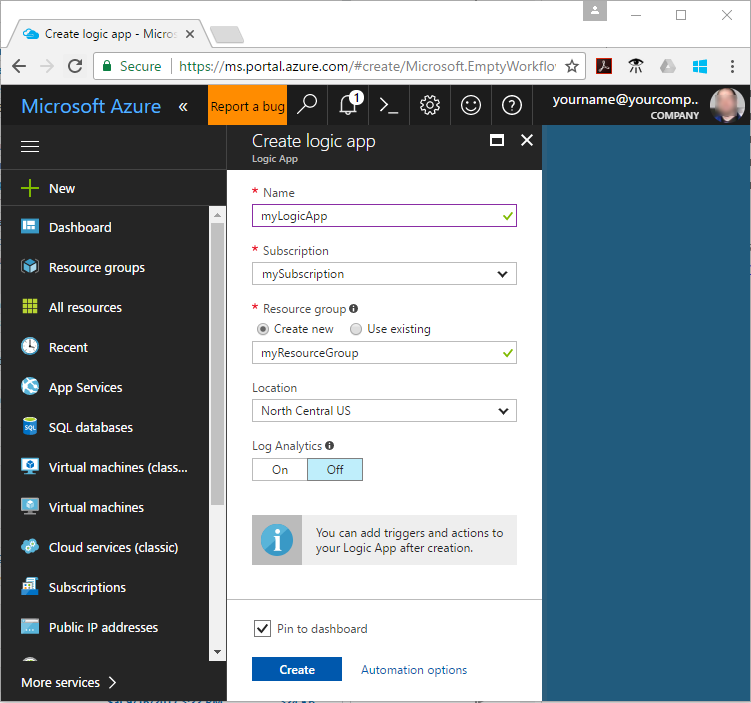 Create logic app - Micros
Secure
https://ms.portal.azure.com/#create/Microsoft.EmptyWorkflo
Microsoft Azure «
Report a bug
1
yourname@yourcomp..
COMPANY
New
Dashboard
Resource groups
All resources
Recent
App Services
SQL databases
Virtual machines (class...
Virtual machines
Cloud services (classic)
Subscriptions
Public IP addresses
More services
Create logic app
Logic App
* Name
myLogicApp
* Subscription
mySubscription
* Resource group
Create new Use existing
myResourceGroup
Location
North Central US
Log Analytics
On Off
You can add triggers and actions to
your Logic App after creation.
Pin to dashboard
Create Automation options